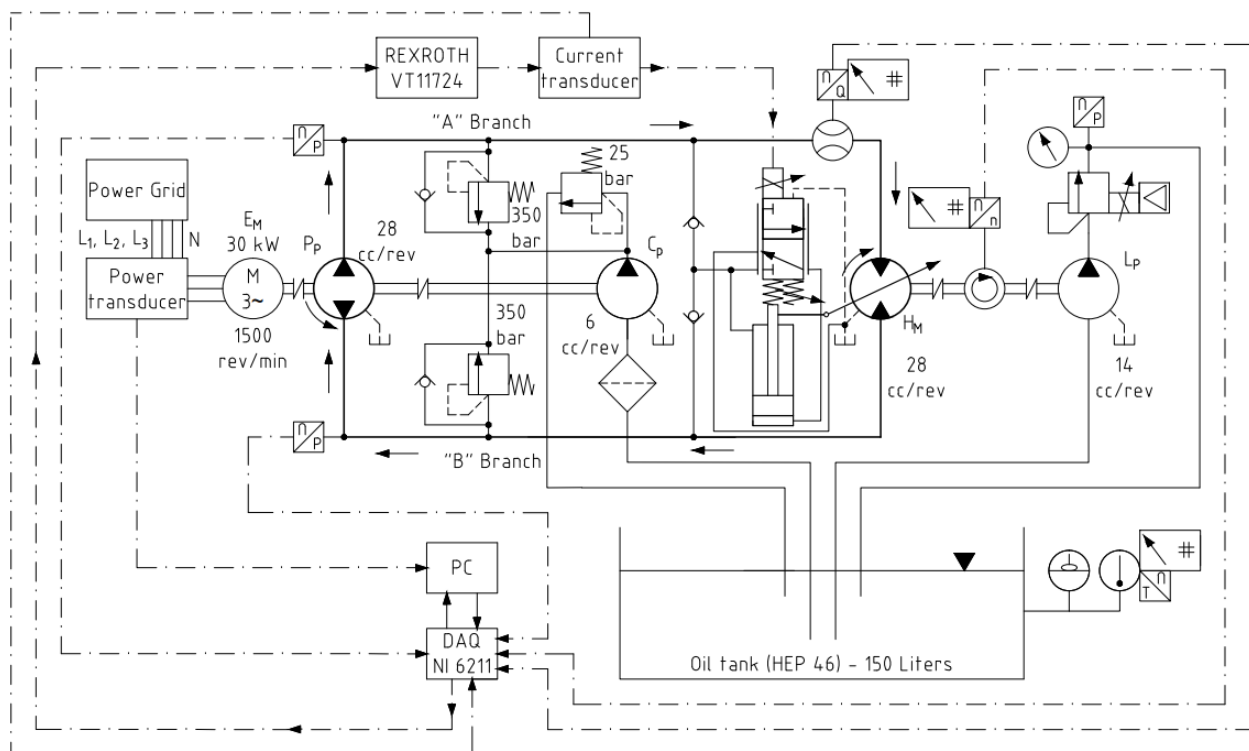 REXROTH
VT11724
Current
transducer
n
Q
#
"A" Branch
n
P
n
P
25
bar
Power Grid
#
n
n
350
bar
L1, L2, L3
N
EM
30 kW
PP
28
cc/rev
CP
LP
Power
transducer
M
3~
HM
1500
rev/min
350
bar
6
cc/rev
28
cc/rev
14
cc/rev
n
P
"B" Branch
#
n
T
PC
DAQ
NI 6211
Oil tank (HEP 46) - 150 Liters